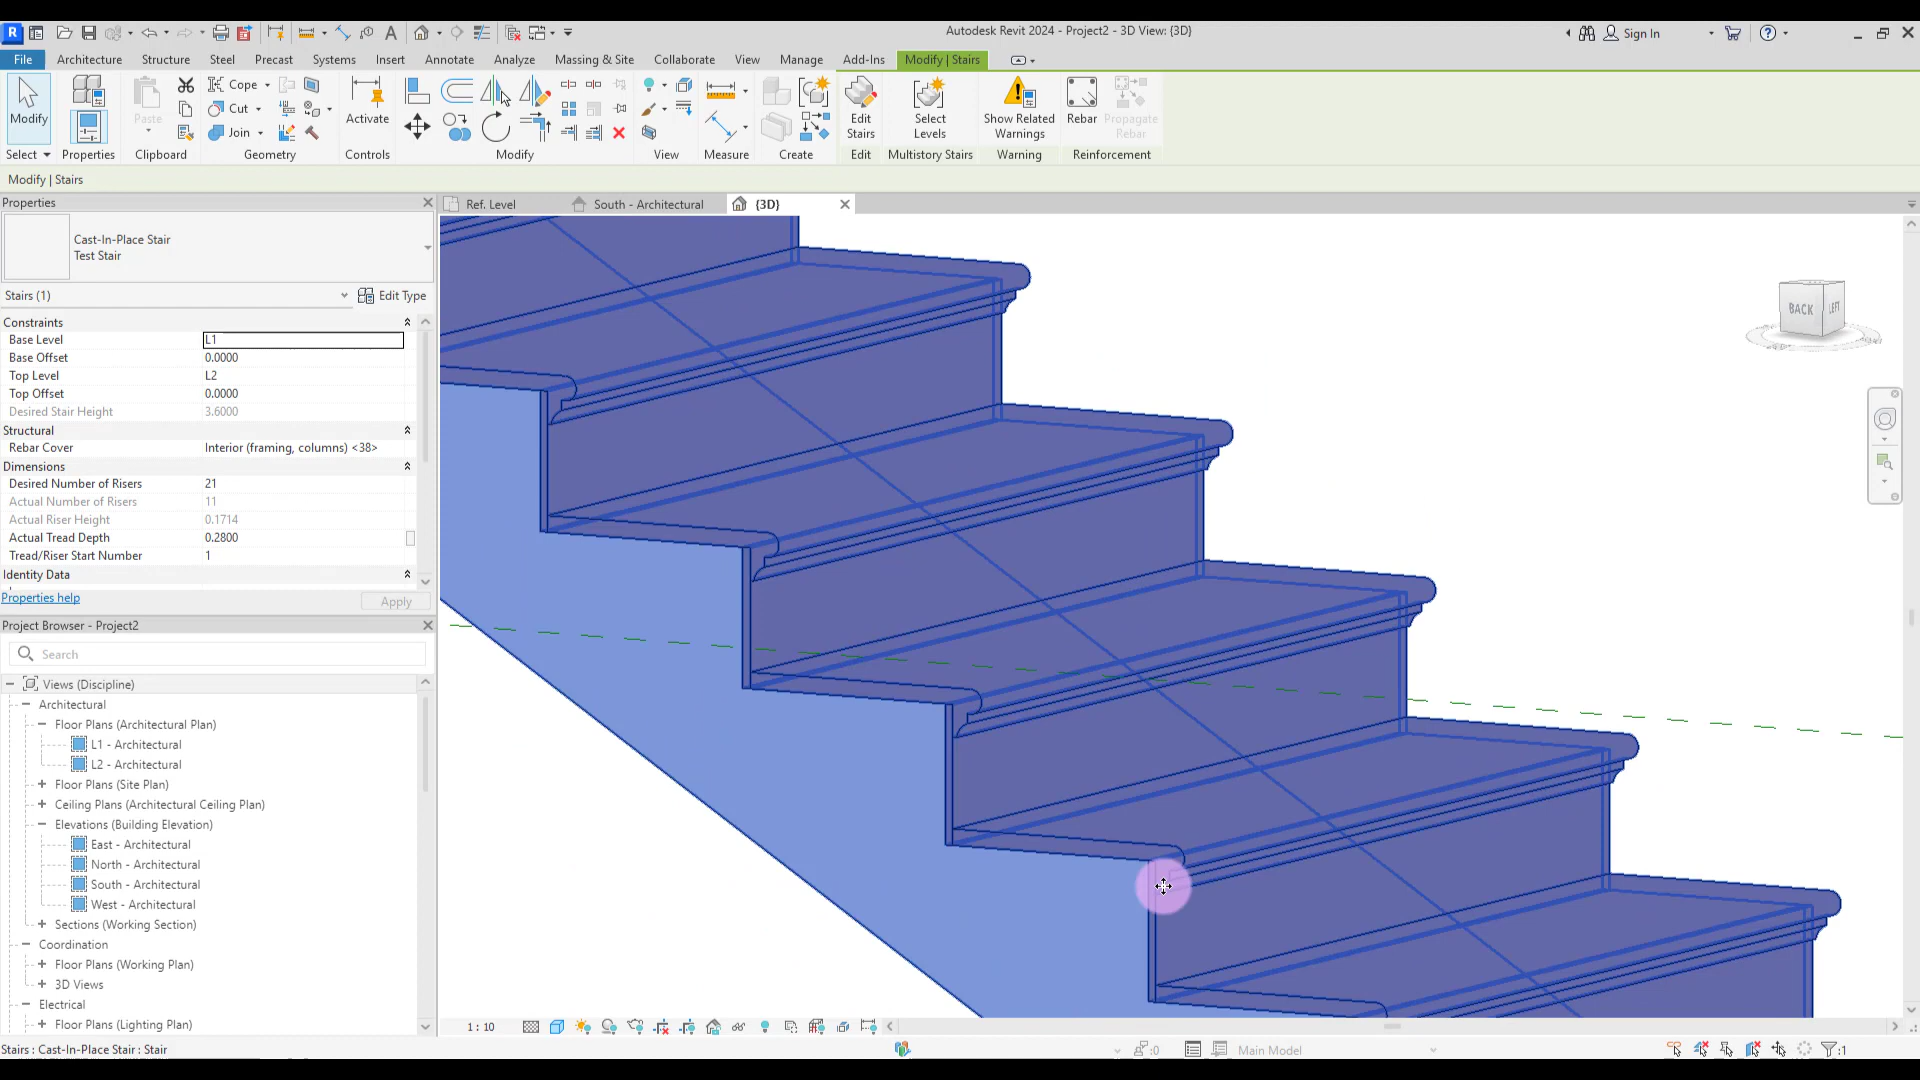 Autodesk Revit 2024 - Project2 - 3D View: {3D}
Sign In
File Architecture Structure Steel Precast Systems Insert Annotate Analyze Massing & Site Collaborate View Manage Add-Ins Modify | Stairs
Modify
Select
Properties
Paste
Clipboard
Cope
Cut
Join
Geometry
Activate
Controls
Modify
View
Measure
Create
Edit
Stairs
Edit
Select
Levels
Multistory Stairs
Show Related
Warnings
Warning
Rebar
Propagate
Rebar
Reinforcement
Modify | Stairs
Properties
Cast-In-Place Stair
Test Stair
Stairs (1)
Edit Type
Constraints
Base Level L1
Base Offset 0.0000
Top Level L2
Top Offset 0.0000
Desired Stair Height 3.6000
Structural
Rebar Cover Interior (framing, columns) <38>
Dimensions
Desired Number of Risers 21
Actual Number of Risers 11
Actual Riser Height 0.1714
Actual Tread Depth 0.2800
Tread/Riser Start Number 1
Identity Data
Properties help
Apply
Project Browser - Project2
Search
Views (Discipline)
Architectural
Floor Plans (Architectural Plan)
L1 - Architectural
L2 - Architectural
Floor Plans (Site Plan)
Ceiling Plans (Architectural Ceiling Plan)
Elevations (Building Elevation)
East - Architectural
North - Architectural
South - Architectural
West - Architectural
Sections (Working Section)
Coordination
Floor Plans (Working Plan)
3D Views
Electrical
Floor Plans (Lighting Plan)
Ref. Level
South - Architectural
{3D}
BACK
LEFT
1 : 10
Stairs : Cast-In-Place Stair : Stair
:0
Main Model
:1